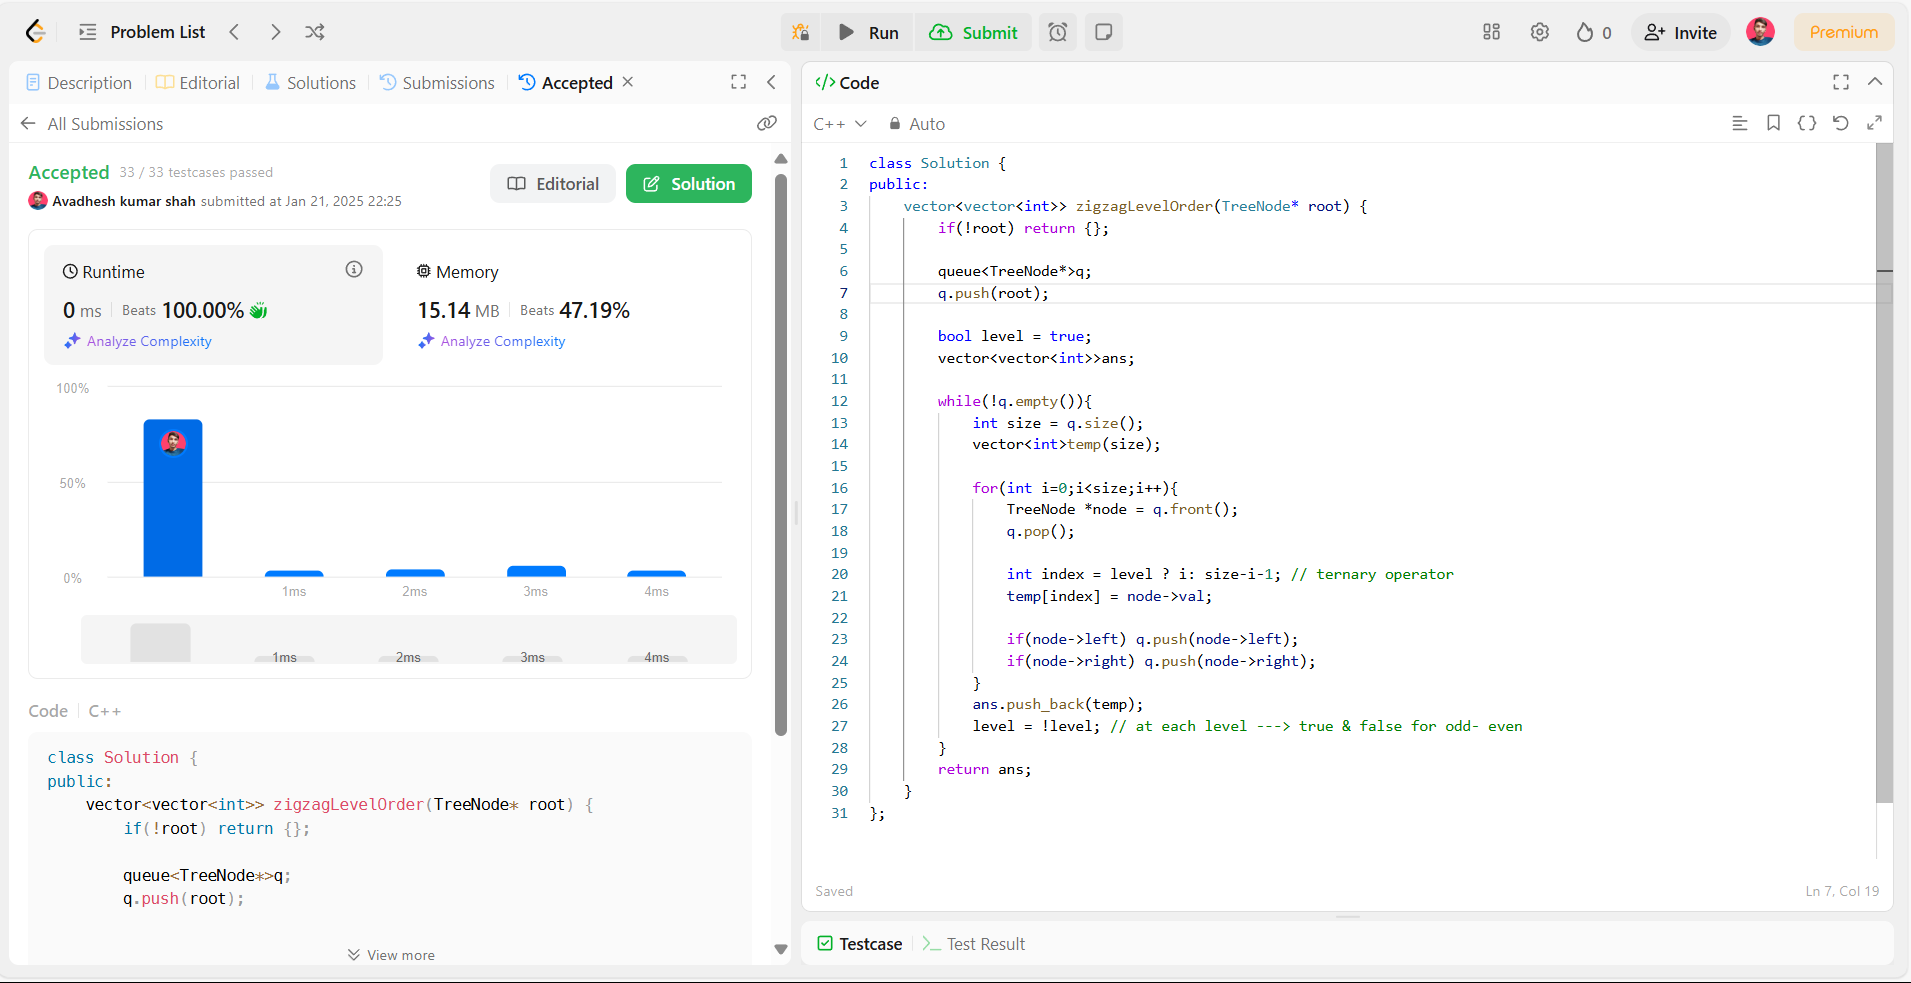 Problem List
Run
Submit
0
Invite
Premium
Description
Editorial
Solutions
Submissions
Accepted
All Submissions
Accepted 33 / 33 testcases passed
Avadhesh kumar shah submitted at Jan 21, 2025 22:25
Editorial
Solution
Runtime
0 ms Beats 100.00%
Analyze Complexity
Memory
15.14 MB Beats 47.19%
Analyze Complexity
100%
50%
0%
1ms 2ms 3ms 4ms
1ms 2ms 3ms 4ms
Code C++
class Solution {
public:
    vector<vector<int>> zigzagLevelOrder(TreeNode* root) {
        if(!root) return {};
        queue<TreeNode*>q;
        q.push(root);
View more
</> Code
C++ Auto
1 class Solution {
2 public:
3     vector<vector<int>> zigzagLevelOrder(TreeNode* root) {
4         if(!root) return {};
5
6         queue<TreeNode*>q;
7         q.push(root);
8
9         bool level = true;
10         vector<vector<int>>ans;
11
12         while(!q.empty()){
13             int size = q.size();
14             vector<int>temp(size);
15
16             for(int i=0;i<size;i++){
17                 TreeNode *node = q.front();
18                 q.pop();
19
20                 int index = level ? i: size-i-1; // ternary operator
21                 temp[index] = node->val;
22
23                 if(node->left) q.push(node->left);
24                 if(node->right) q.push(node->right);
25             }
26             ans.push_back(temp);
27             level = !level; // at each level ---> true & false for odd- even
28         }
29         return ans;
30     }
31 };
Saved
Ln 7, Col 19
Testcase
Test Result